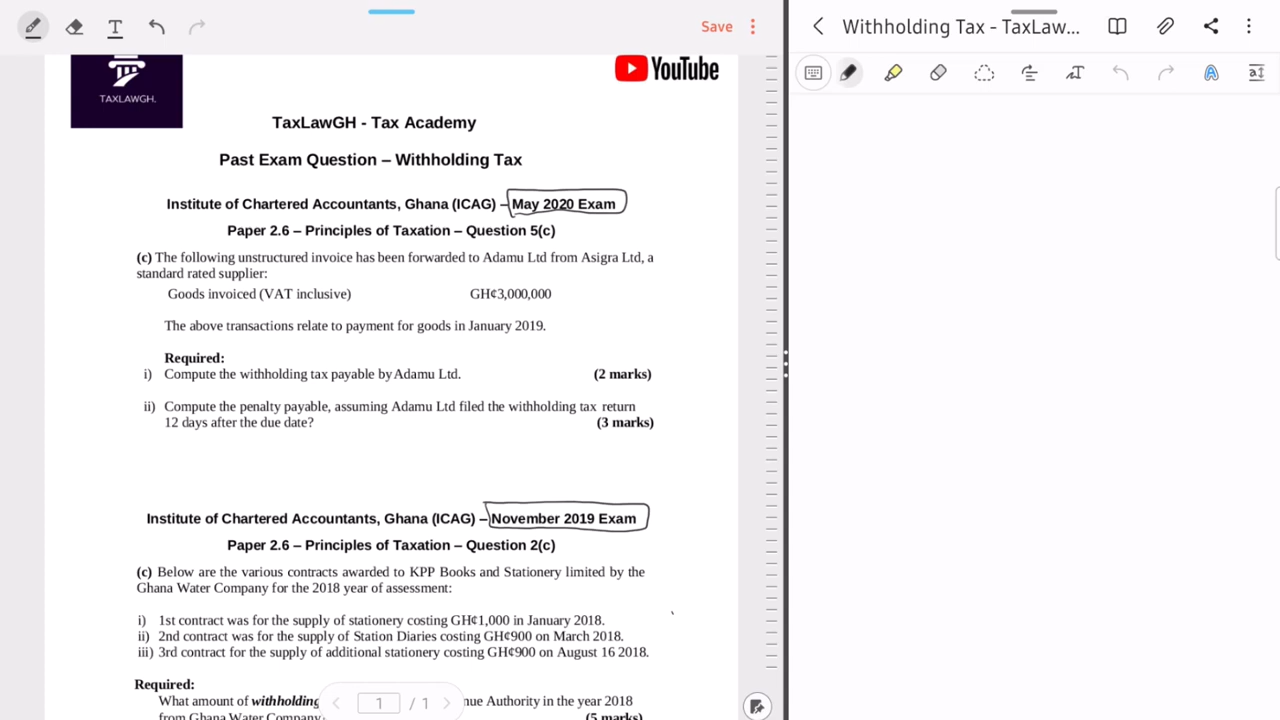 Save
Withholding Tax - TaxLaw...
TAXLAWGH.
YouTube
TaxLawGH - Tax Academy
Past Exam Question – Withholding Tax
Institute of Chartered Accountants, Ghana (ICAG) – May 2020 Exam
Paper 2.6 – Principles of Taxation – Question 5(c)
(c) The following unstructured invoice has been forwarded to Adamu Ltd from Asigra Ltd, a
standard rated supplier:
Goods invoiced (VAT inclusive) GH¢3,000,000
The above transactions relate to payment for goods in January 2019.
Required:
i) Compute the withholding tax payable by Adamu Ltd. (2 marks)
ii) Compute the penalty payable, assuming Adamu Ltd filed the withholding tax return
12 days after the due date? (3 marks)
Institute of Chartered Accountants, Ghana (ICAG) – November 2019 Exam
Paper 2.6 – Principles of Taxation – Question 2(c)
(c) Below are the various contracts awarded to KPP Books and Stationery limited by the
Ghana Water Company for the 2018 year of assessment:
i) 1st contract was for the supply of stationery costing GH¢1,000 in January 2018.
ii) 2nd contract was for the supply of Station Diaries costing GH¢900 on March 2018.
iii) 3rd contract for the supply of additional stationery costing GH¢900 on August 16 2018.
Required:
What amount of withholding nue Authority in the year 2018
from Ghana Water Company (5 marks)
1 / 1